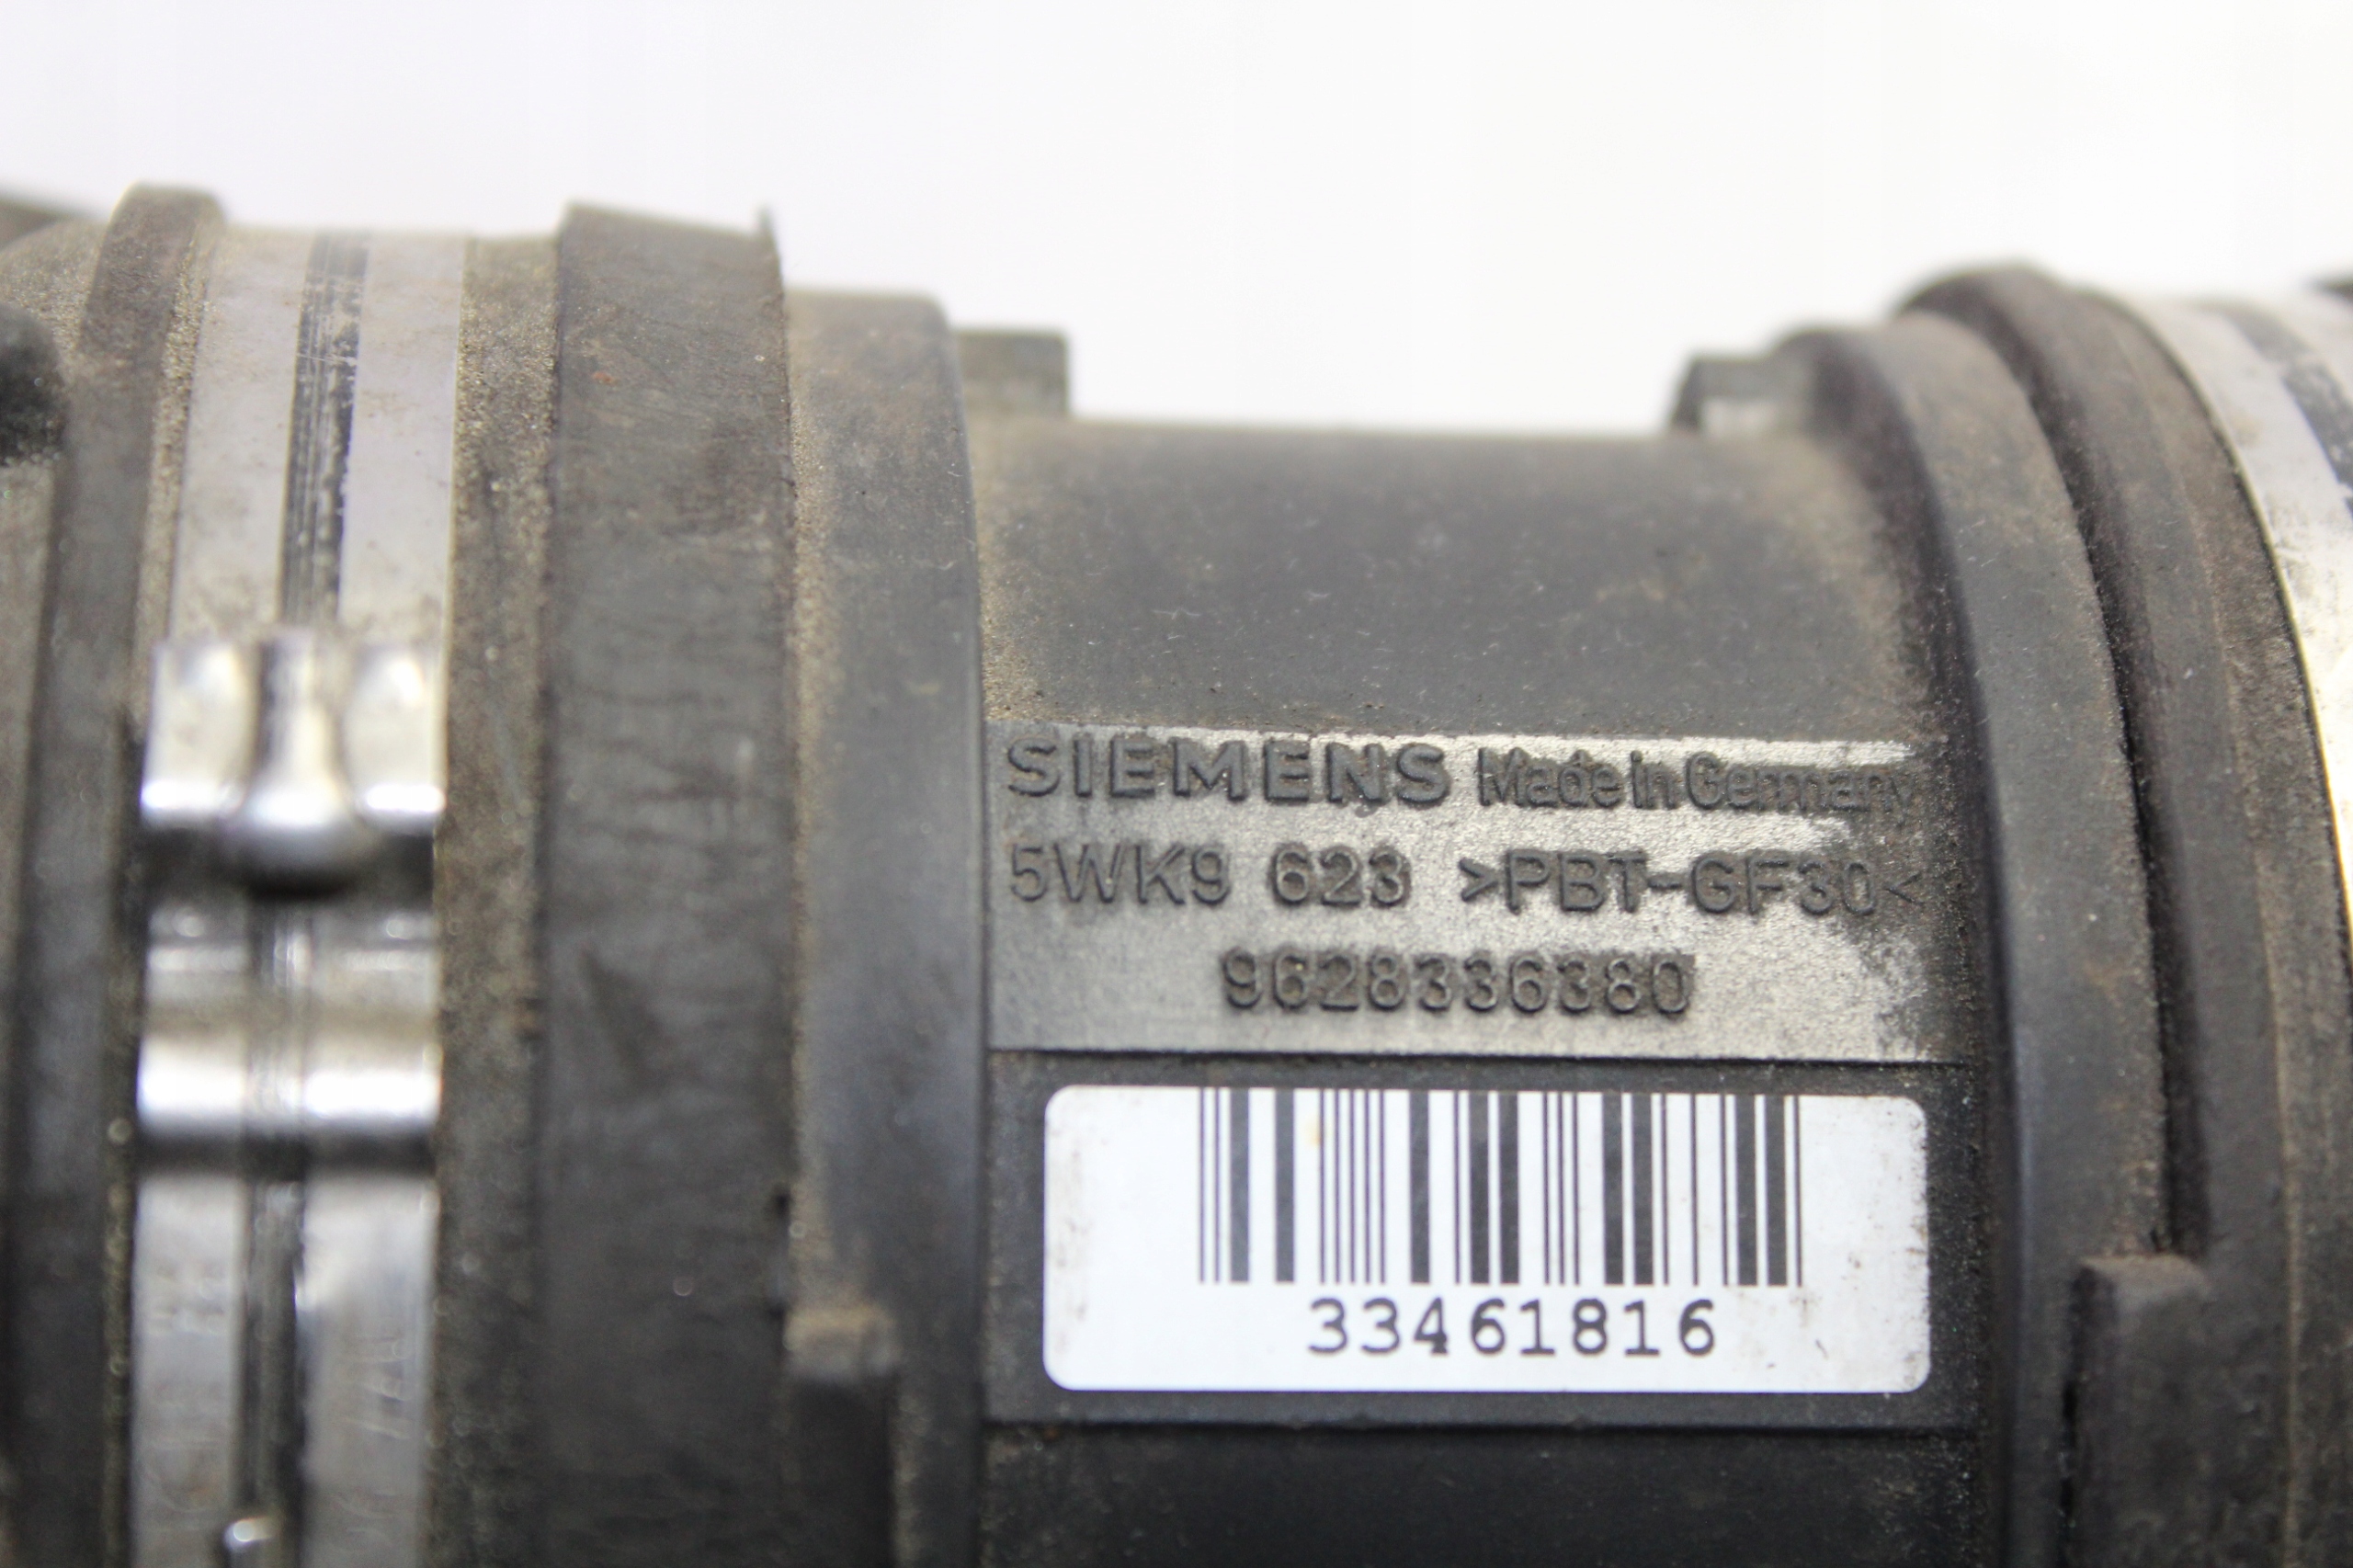 SIEMENS Made in Germany
5WK9 623 >PBT-GF30<
9628336380
33461816